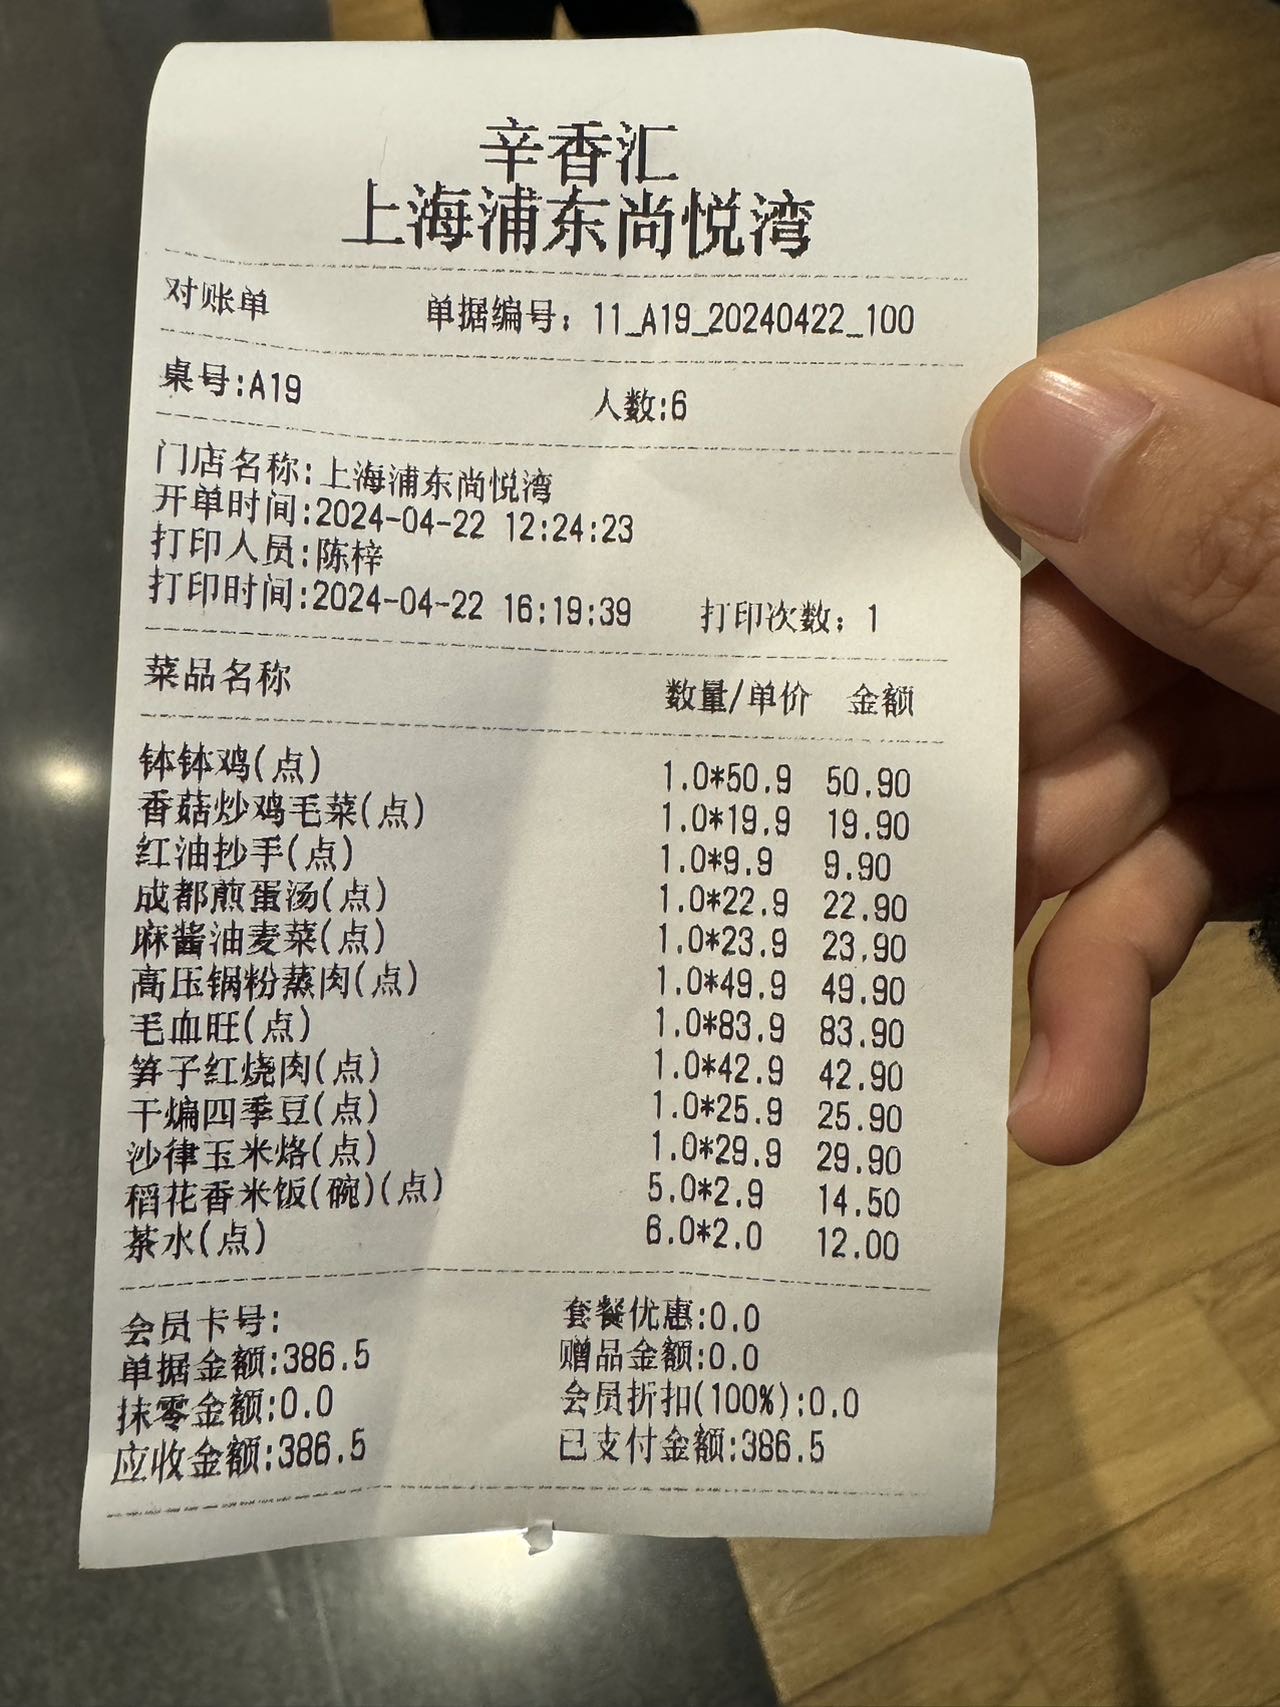 辛香汇
上海浦东尚悦湾
对账单 单据编号：11_A19_20240422_100
桌号:A19 人数:6
门店名称:上海浦东尚悦湾
开单时间:2024-04-22 12:24:23
打印人员:陈梓
打印时间:2024-04-22 16:19:39 打印次数：1
菜品名称 数量/单价 金额
钵钵鸡(点) 1.0*50.9 50.90
香菇炒鸡毛菜(点) 1.0*19.9 19.90
红油抄手(点) 1.0*9.9 9.90
成都煎蛋汤(点) 1.0*22.9 22.90
麻酱油麦菜(点) 1.0*23.9 23.90
高压锅粉蒸肉(点) 1.0*49.9 49.90
毛血旺(点) 1.0*83.9 83.90
笋子红烧肉(点) 1.0*42.9 42.90
干煸四季豆(点) 1.0*25.9 25.90
沙律玉米烙(点) 1.0*29.9 29.90
稻花香米饭(碗)(点) 5.0*2.9 14.50
茶水(点) 6.0*2.0 12.00
会员卡号: 套餐优惠:0.0
单据金额:386.5 赠品金额:0.0
抹零金额:0.0 会员折扣(100%):0.0
应收金额:386.5 已支付金额:386.5